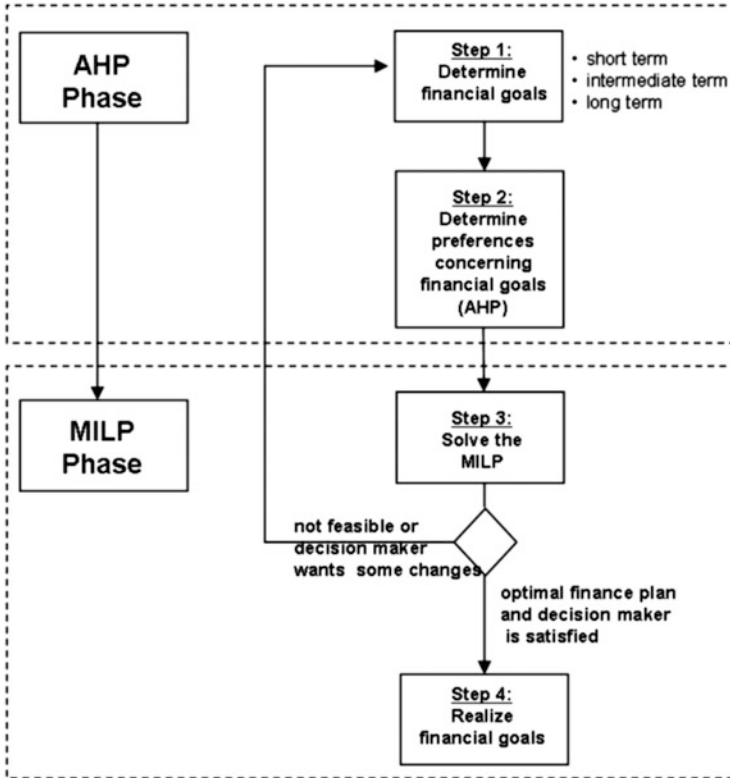 AHP
Phase
Step 1:
Determine
financial goals
• short term
• intermediate term
• long term
Step 2:
Determine
preferences
concerning
financial goals
(AHP)
MILP
Phase
Step 3:
Solve the
MILP
not feasible or
decision maker
wants some changes
optimal finance plan
and decision maker
is satisfied
Step 4:
Realize
financial goals